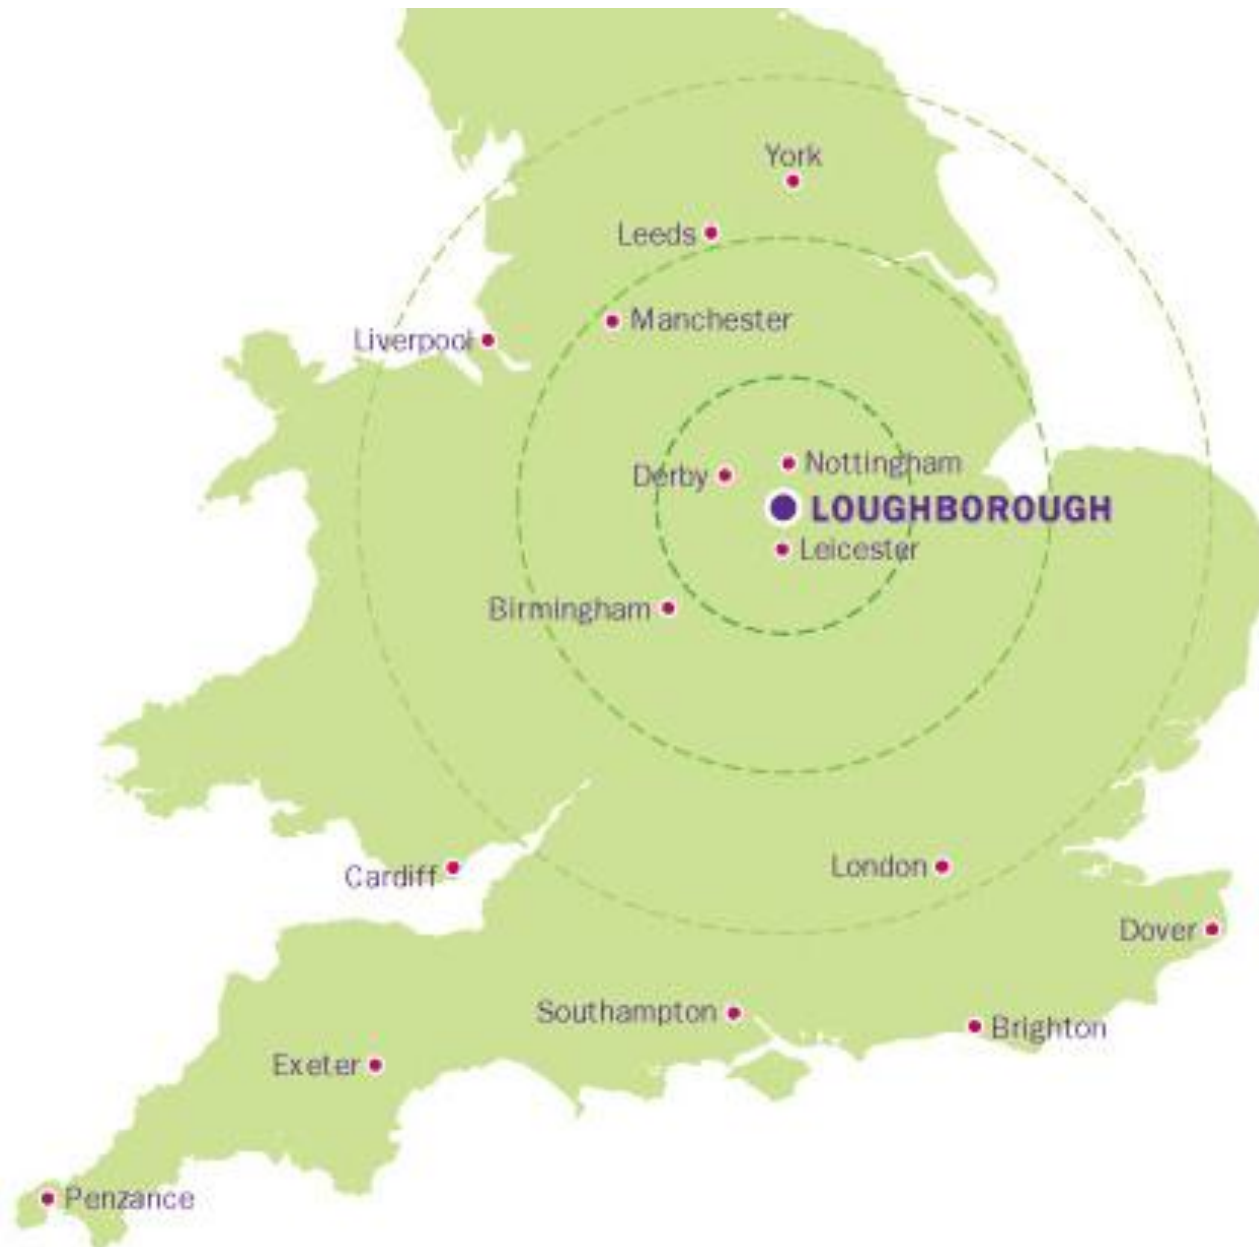 York
Leeds
Manchester
Liverpool
Nottingham
Derby
LOUGHBOROUGH
Leicester
Birmingham
London
Cardiff
Dover
Southampton
Brighton
Exeter
Penzance